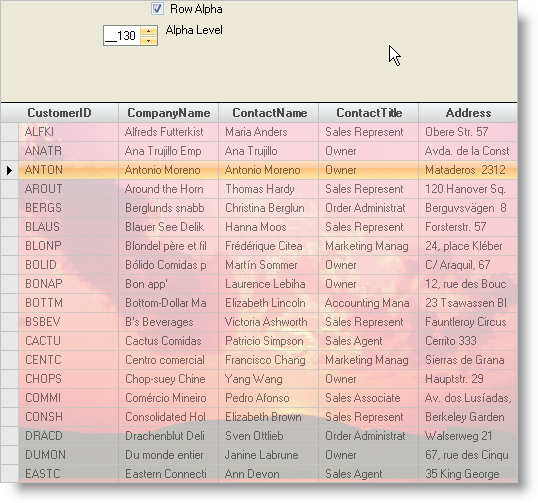 Row Alpha
__130 Alpha Level
CustomerID CompanyName ContactName ContactTitle Address
ALFKI Alfreds Futterkist Maria Anders Sales Represent Obere Str. 57
ANATR Ana Trujillo Emp Ana Trujillo Owner Avda. de la Const
ANTON Antonio Moreno Antonio Moreno Owner Mataderos 2312
AROUT Around the Horn Thomas Hardy Sales Represent 120 Hanover Sq.
BERGS Berglunds snabb Christina Berglun Order Administrat Berguvsvägen 8
BLAUS Blauer See Delik Hanna Moos Sales Represent Forsterstr. 57
BLONP Blondel père et fil Frédérique Citea Marketing Manag 24, place Kléber
BOLID Bólido Comidas p Martín Sommer Owner C/ Araquil, 67
BONAP Bon app' Laurence Lebiha Owner 12, rue des Bouc
BOTTM Bottom-Dollar Ma Elizabeth Lincoln Accounting Mana 23 Tsawassen Bl
BSBEV B's Beverages Victoria Ashworth Sales Represent Fauntleroy Circus
CACTU Cactus Comidas Patricio Simpson Sales Agent Cerrito 333
CENTC Centro comercial Francisco Chang Marketing Manag Sierras de Grana
CHOPS Chop-suey Chine Yang Wang Owner Hauptstr. 29
COMMI Comércio Mineiro Pedro Afonso Sales Associate Av. dos Lusíadas,
CONSH Consolidated Hol Elizabeth Brown Sales Represent Berkeley Garden
DRACD Drachenblut Deli Sven Ottlieb Order Administrat Walserweg 21
DUMON Du monde entier Janine Labrune Owner 67, rue des Cinqu
EASTC Eastern Connecti Ann Devon Sales Agent 35 King George